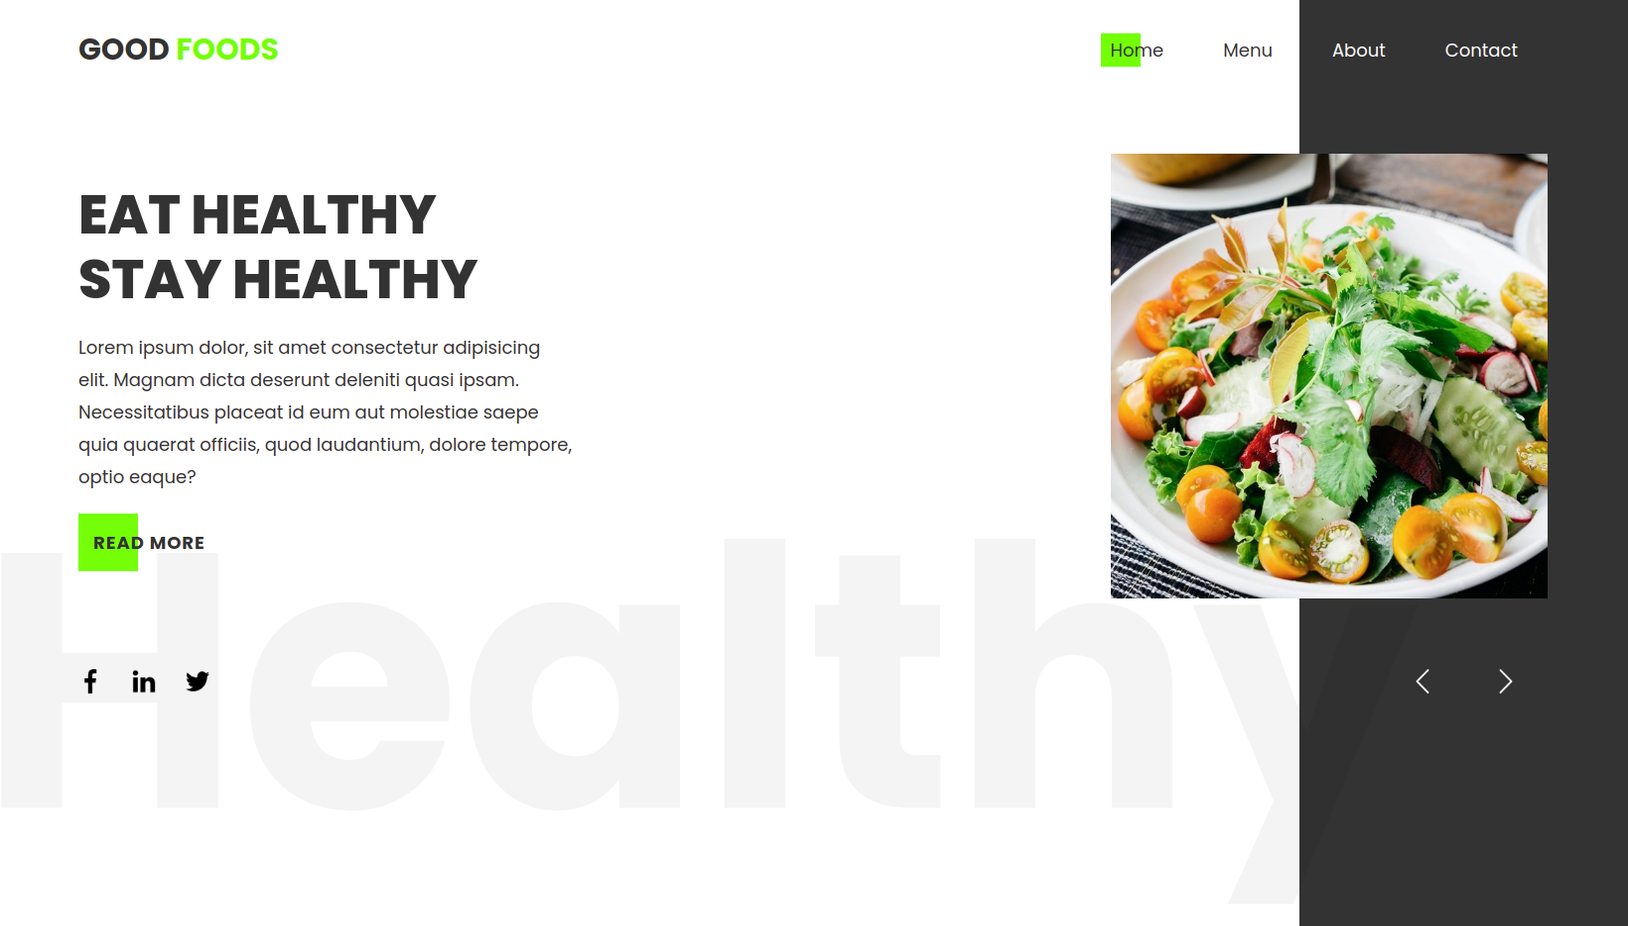 GOOD FOODS
Home Menu About Contact
EAT HEALTHY
STAY HEALTHY
Lorem ipsum dolor, sit amet consectetur adipisicing
elit. Magnam dicta deserunt deleniti quasi ipsam.
Necessitatibus placeat id eum aut molestiae saepe
quia quaerat officiis, quod laudantium, dolore tempore,
optio eaque?
READ MORE
Healthy